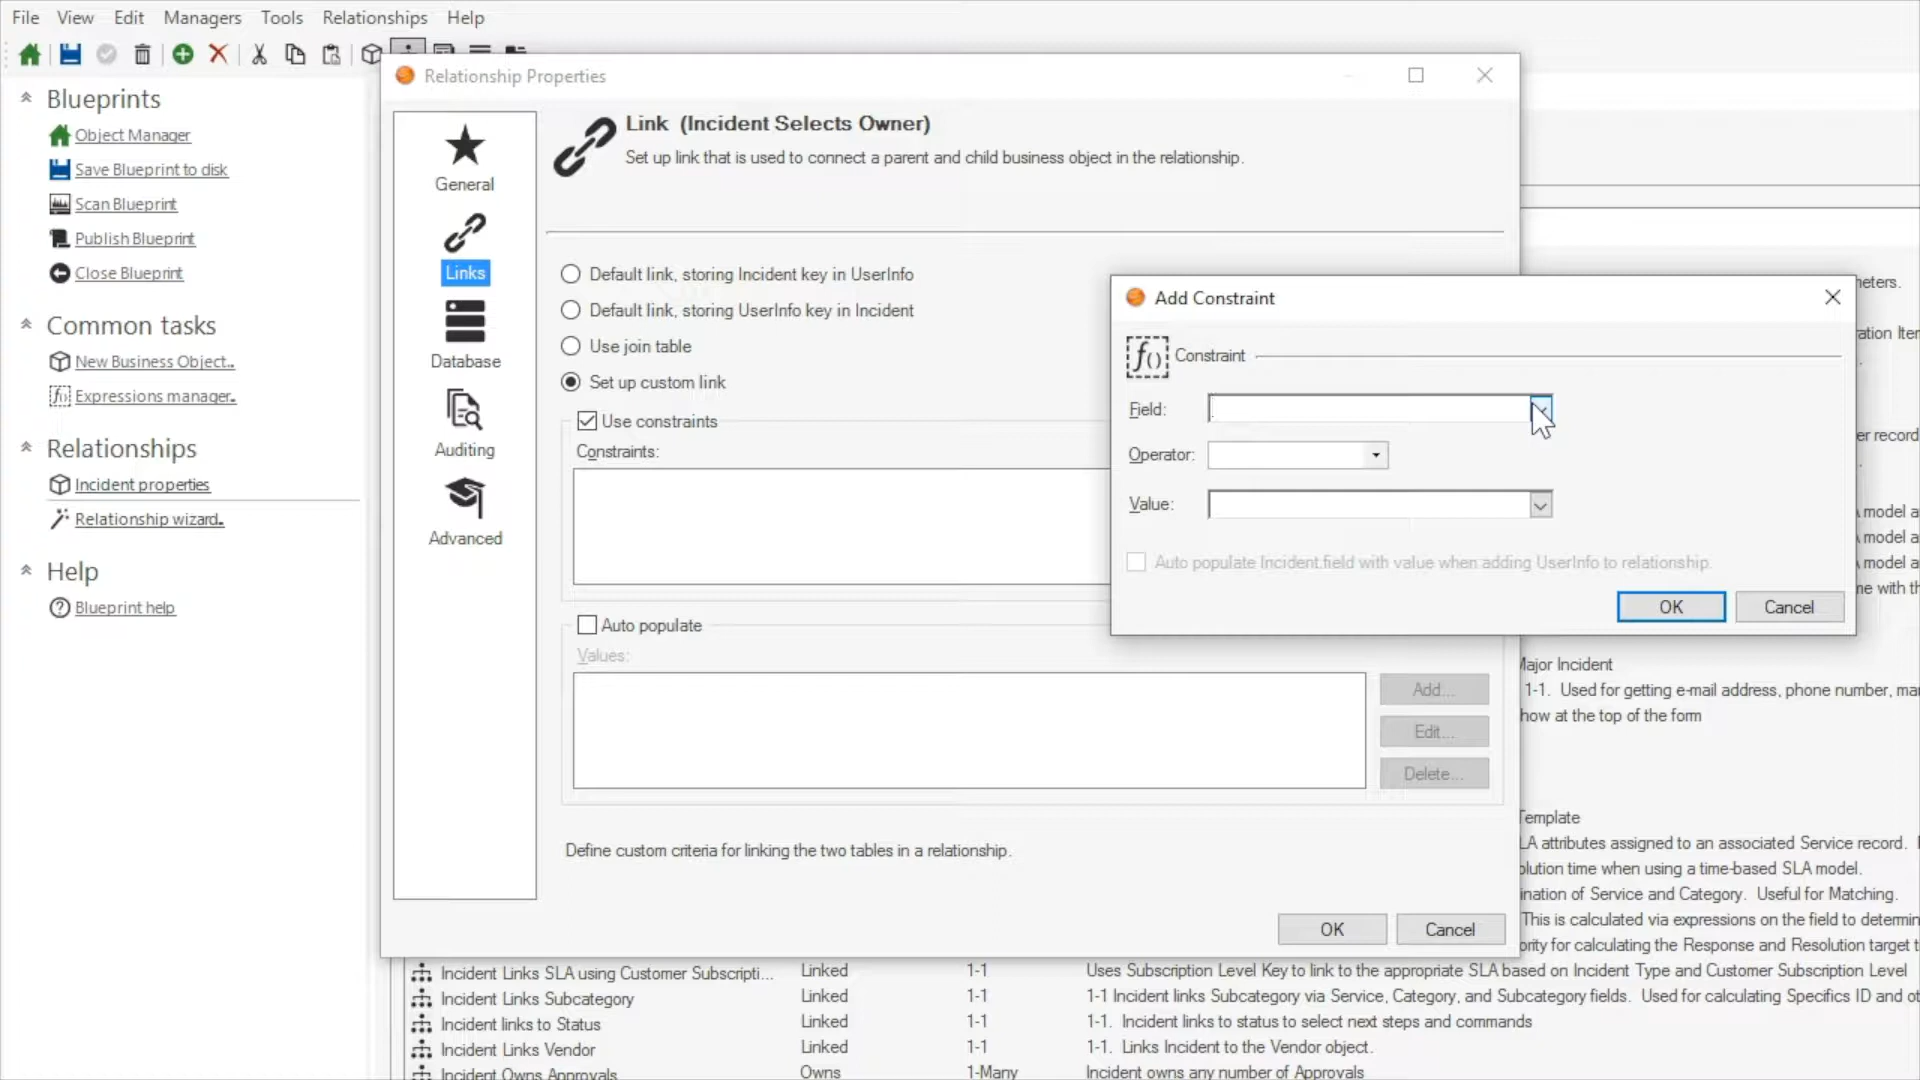 File View Edit Managers Tools Relationships Help
Relationship Properties
Blueprints
Object Manager
Save Blueprint to disk
Scan Blueprint
Publish Blueprint
Close Blueprint
Common tasks
New Business Object...
Expressions manager...
Relationships
Incident properties
Relationship wizard...
Help
Blueprint help
General
Links
Database
Auditing
Advanced
Link (Incident Selects Owner)
Set up link that is used to connect a parent and child business object in the relationship.
Default link, storing Incident key in UserInfo
Default link, storing UserInfo key in Incident
Use join table
Set up custom link
Use constraints
Constraints:
Auto populate
Values:
Add...
Edit...
Delete...
Define custom criteria for linking the two tables in a relationship.
OK Cancel
Add Constraint
f() Constraint
Field:
Operator:
Value:
Auto populate Incident.field with value when adding UserInfo to relationship.
OK Cancel
meters.
ration Iter
er record
model a
model a
model a
me with th
Major Incident
1-1. Used for getting e-mail address, phone number, ma
how at the top of the form
Template
LA attributes assigned to an associated Service record.
olution time when using a time-based SLA model.
ination of Service and Category. Useful for Matching.
This is calculated via expressions on the field to determin
ority for calculating the Response and Resolution target t
Incident Links SLA using Customer Subscripti... Linked 1-1 Uses Subscription Level Key to link to the appropriate SLA based on Incident Type and Customer Subscription Level
Incident Links Subcategory Linked 1-1 1-1 Incident links Subcategory via Service, Category, and Subcategory fields. Used for calculating Specifics ID and ot
Incident links to Status Linked 1-1 1-1. Incident links to status to select next steps and commands
Incident Links Vendor Linked 1-1 1-1. Links Incident to the Vendor object.
Incident Owns Approvals Owns 1-Many Incident owns any number of Approvals